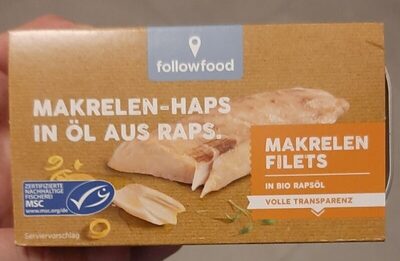 followfood
MAKRELEN-HAPS
IN ÖL AUS RAPS.
MAKRELEN
FILETS
IN BIO RAPSÖL
VOLLE TRANSPARENZ
ZERTIFIZIERTE
NACHHALTIGE
FISCHEREI
MSC
www.msc.org/de
Serviervorschlag